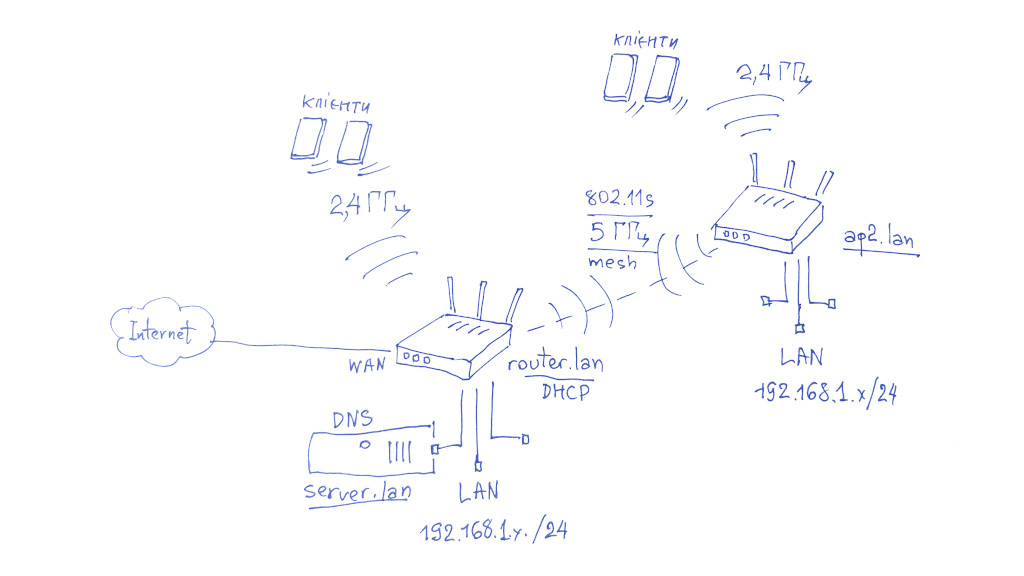 клієнти
2,4 ГГц
клієнти
2,4 ГГц
802.11s
5 ГГц
mesh
ap2.lan
Internet
WAN
router.lan
DHCP
LAN
192.168.1.x/24
DNS
server.lan
LAN
192.168.1.x./24